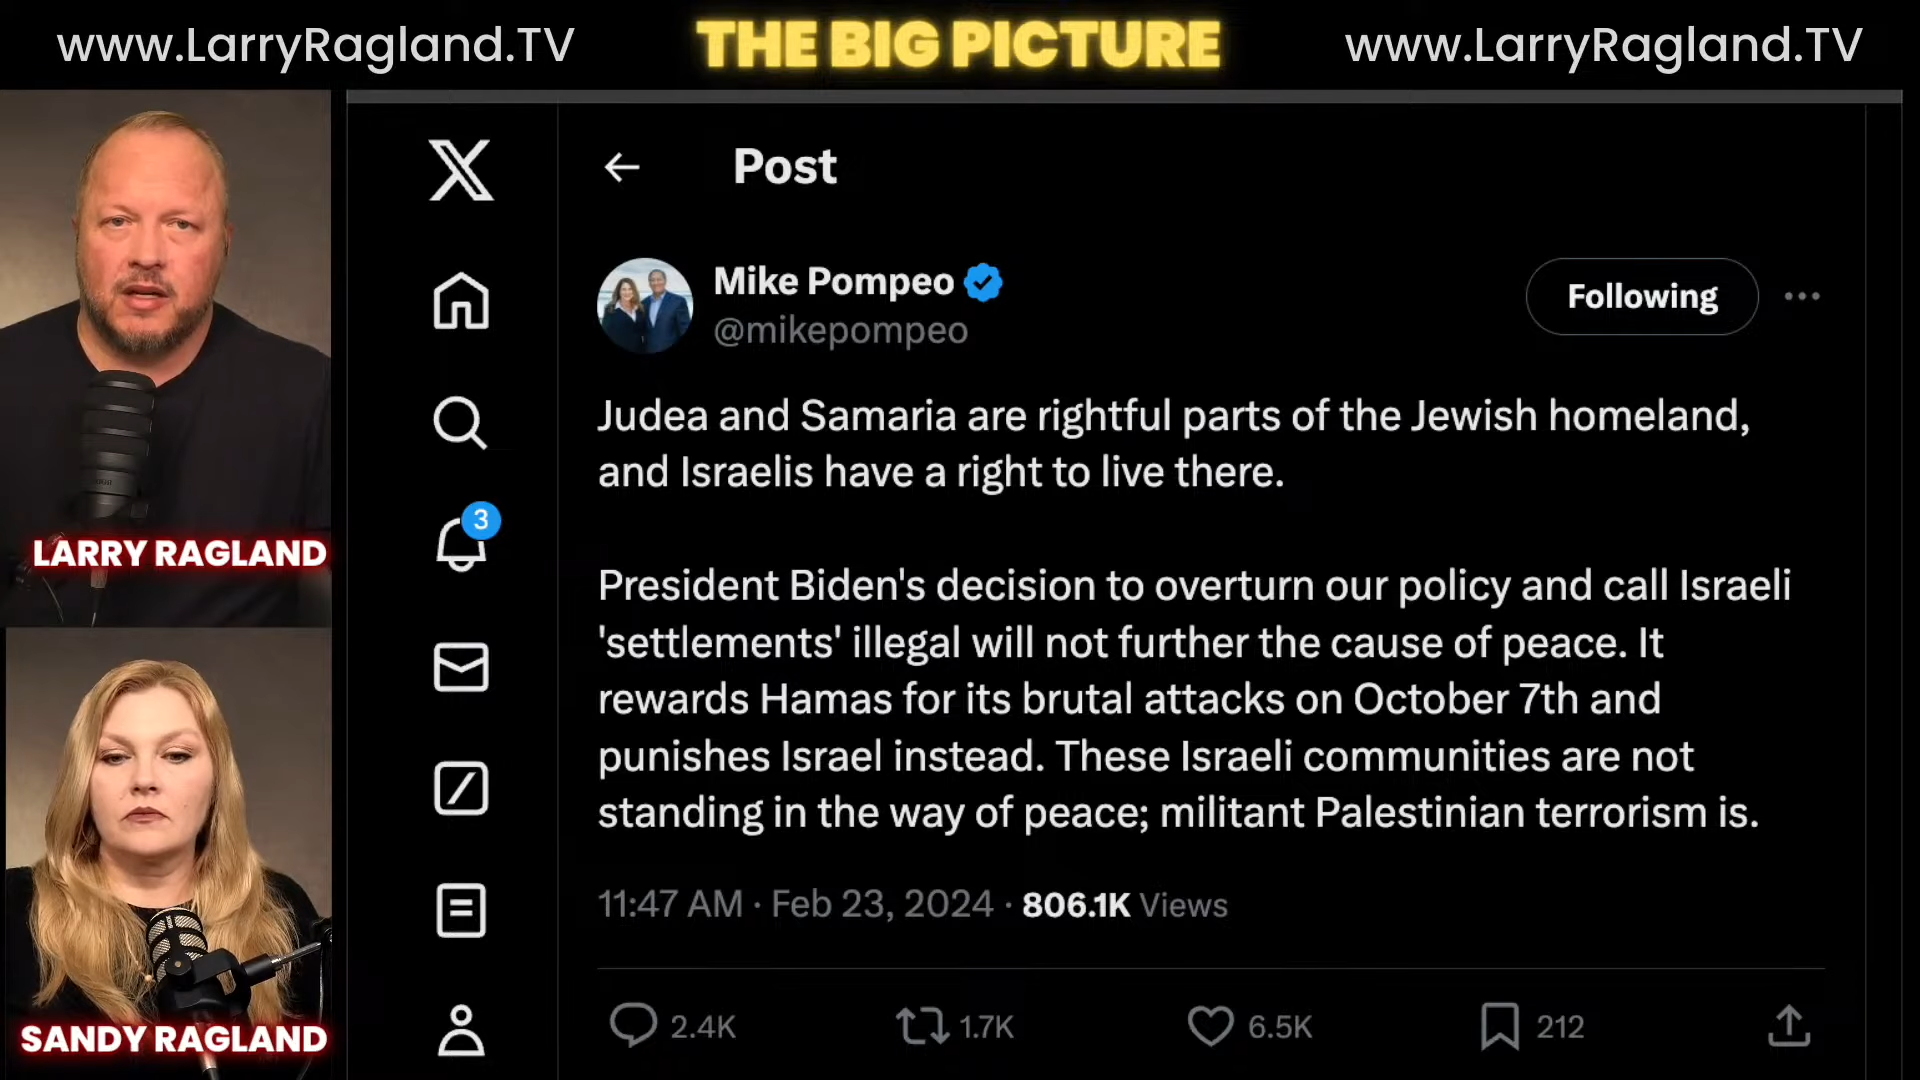 www.LarryRagland.TV
THE BIG PICTURE
www.LarryRagland.TV
Post
Mike Pompeo
@mikepompeo
Following
Judea and Samaria are rightful parts of the Jewish homeland,
and Israelis have a right to live there.
President Biden's decision to overturn our policy and call Israeli
'settlements' illegal will not further the cause of peace. It
rewards Hamas for its brutal attacks on October 7th and
punishes Israel instead. These Israeli communities are not
standing in the way of peace; militant Palestinian terrorism is.
11:47 AM · Feb 23, 2024 · 806.1K Views
2.4K 1.7K 6.5K 212
3
LARRY RAGLAND
SANDY RAGLAND